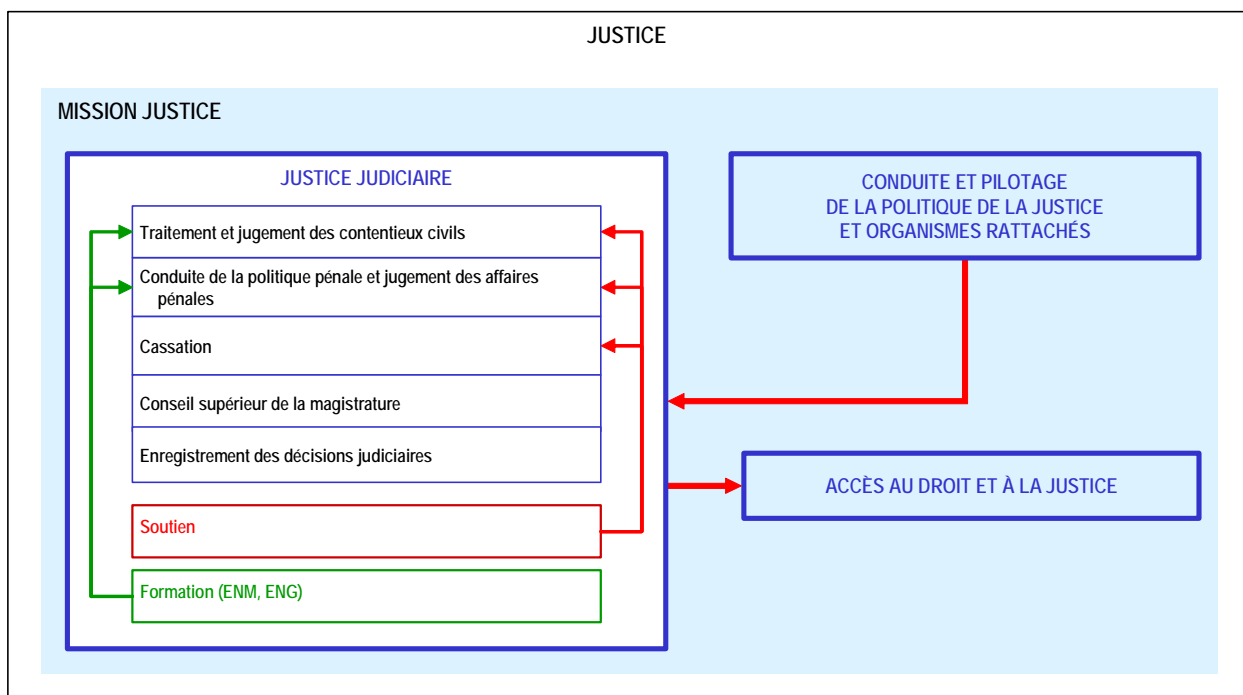 JUSTICE
MISSION JUSTICE
JUSTICE JUDICIAIRE
Traitement et jugement des contentieux civils
Conduite de la politique pénale et jugement des affaires
pénales
Cassation
Conseil supérieur de la magistrature
Enregistrement des décisions judiciaires
Soutien
Formation (ENM, ENG)
CONDUITE ET PILOTAGE
DE LA POLITIQUE DE LA JUSTICE
ET ORGANISMES RATTACHÉS
ACCÈS AU DROIT ET À LA JUSTICE